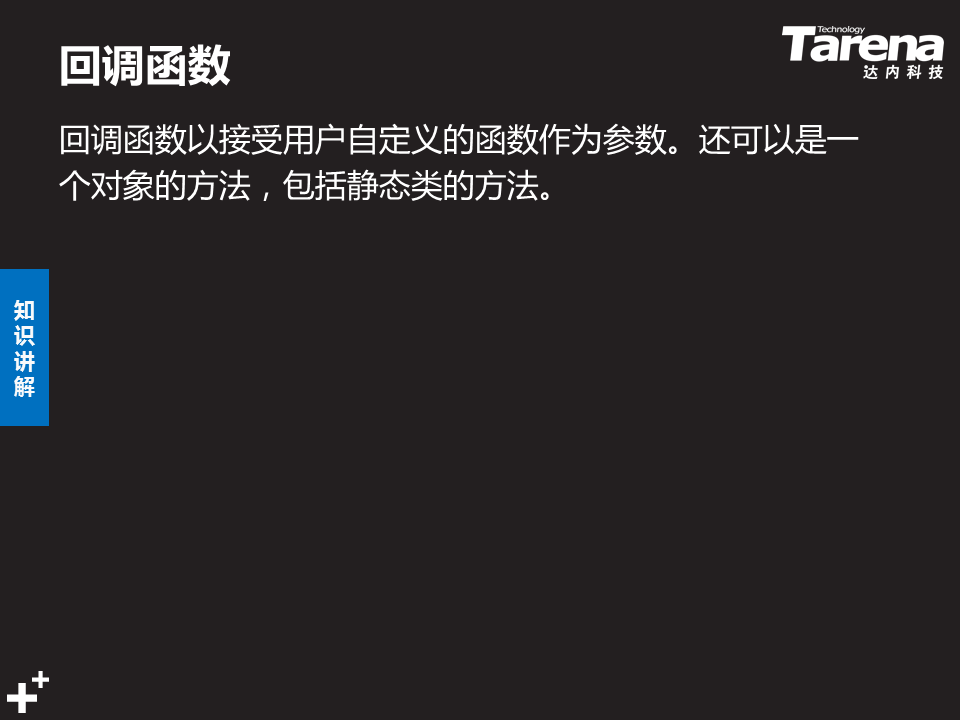 回调函数
Technology
Tarena
达内科技
回调函数以接受用户自定义的函数作为参数。还可以是一
个对象的方法，包括静态类的方法。
知
识
讲
解